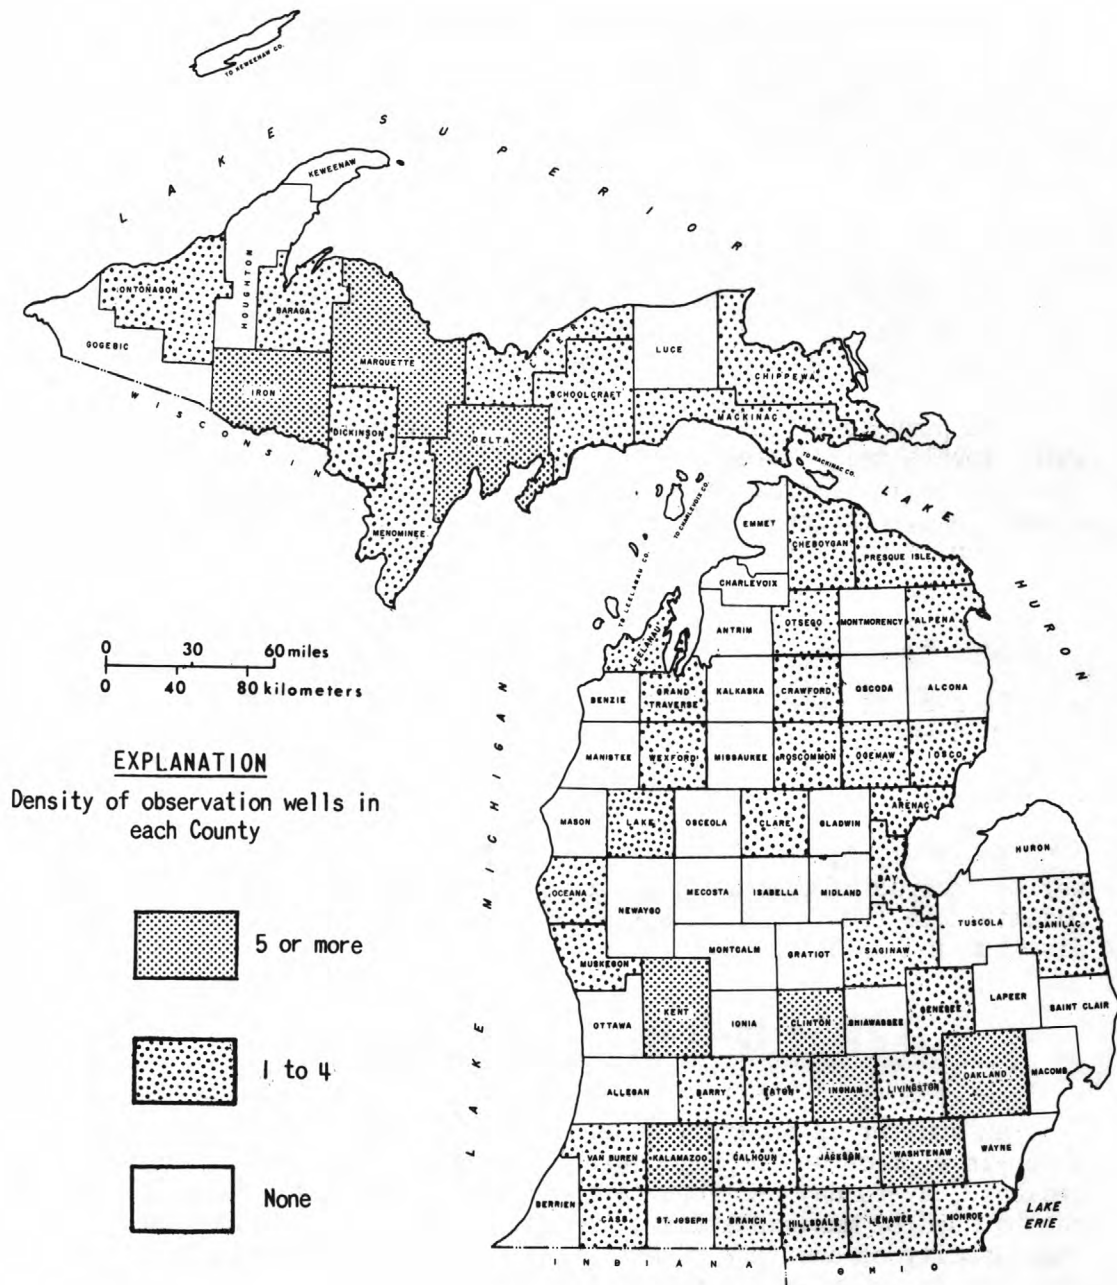 TO KEWEENAW CO.
LAKE SUPERIOR
KEWEENAW
HOUGHTON
ONTONAGON
BARAGA
GOGEBIC
MARQUETTE
LUCE
IRON
SCHOOLCRAFT
CHIPPEWA
MACKINAC
DICKINSON
DELTA
WISCONSIN
MENOMINEE
TO MACKINAC CO.
TO CHARLEVOIX CO.
TO LEELANAU CO.
LAKE HURON
EMMET
CHEBOYGAN
PRESQUE ISLE
CHARLEVOIX
ANTRIM
OTSEGO
MONTMORENCY
ALPENA
LEELANAU
0 30 60 miles
0 40 80 kilometers
BENZIE
GRAND
TRAVERSE
KALKASKA
CRAWFORD
OSCODA
ALCONA
MANISTEE
WEXFORD
MISSAUKEE
ROSCOMMON
OGEMAW
IOSCO
EXPLANATION
Density of observation wells in
each County
5 or more
1 to 4
None
LAKE MICHIGAN
MASON
LAKE
OSCEOLA
CLARE
GLADWIN
ARENAC
HURON
OCEANA
NEWAYGO
MECOSTA
ISABELLA
MIDLAND
BAY
TUSCOLA
SANILAC
MUSKEGON
MONTCALM
GRATIOT
SAGINAW
OTTAWA
KENT
IONIA
CLINTON
SHIAWASSEE
GENESEE
LAPEER
SAINT CLAIR
ALLEGAN
BARRY
EATON
INGHAM
LIVINGSTON
OAKLAND
MACOMB
VAN BUREN
KALAMAZOO
CALHOUN
JACKSON
WASHTENAW
WAYNE
BERRIEN
CASS
ST. JOSEPH
BRANCH
HILLSDALE
LENAWEE
MONROE
LAKE
ERIE
INDIANA
OHIO